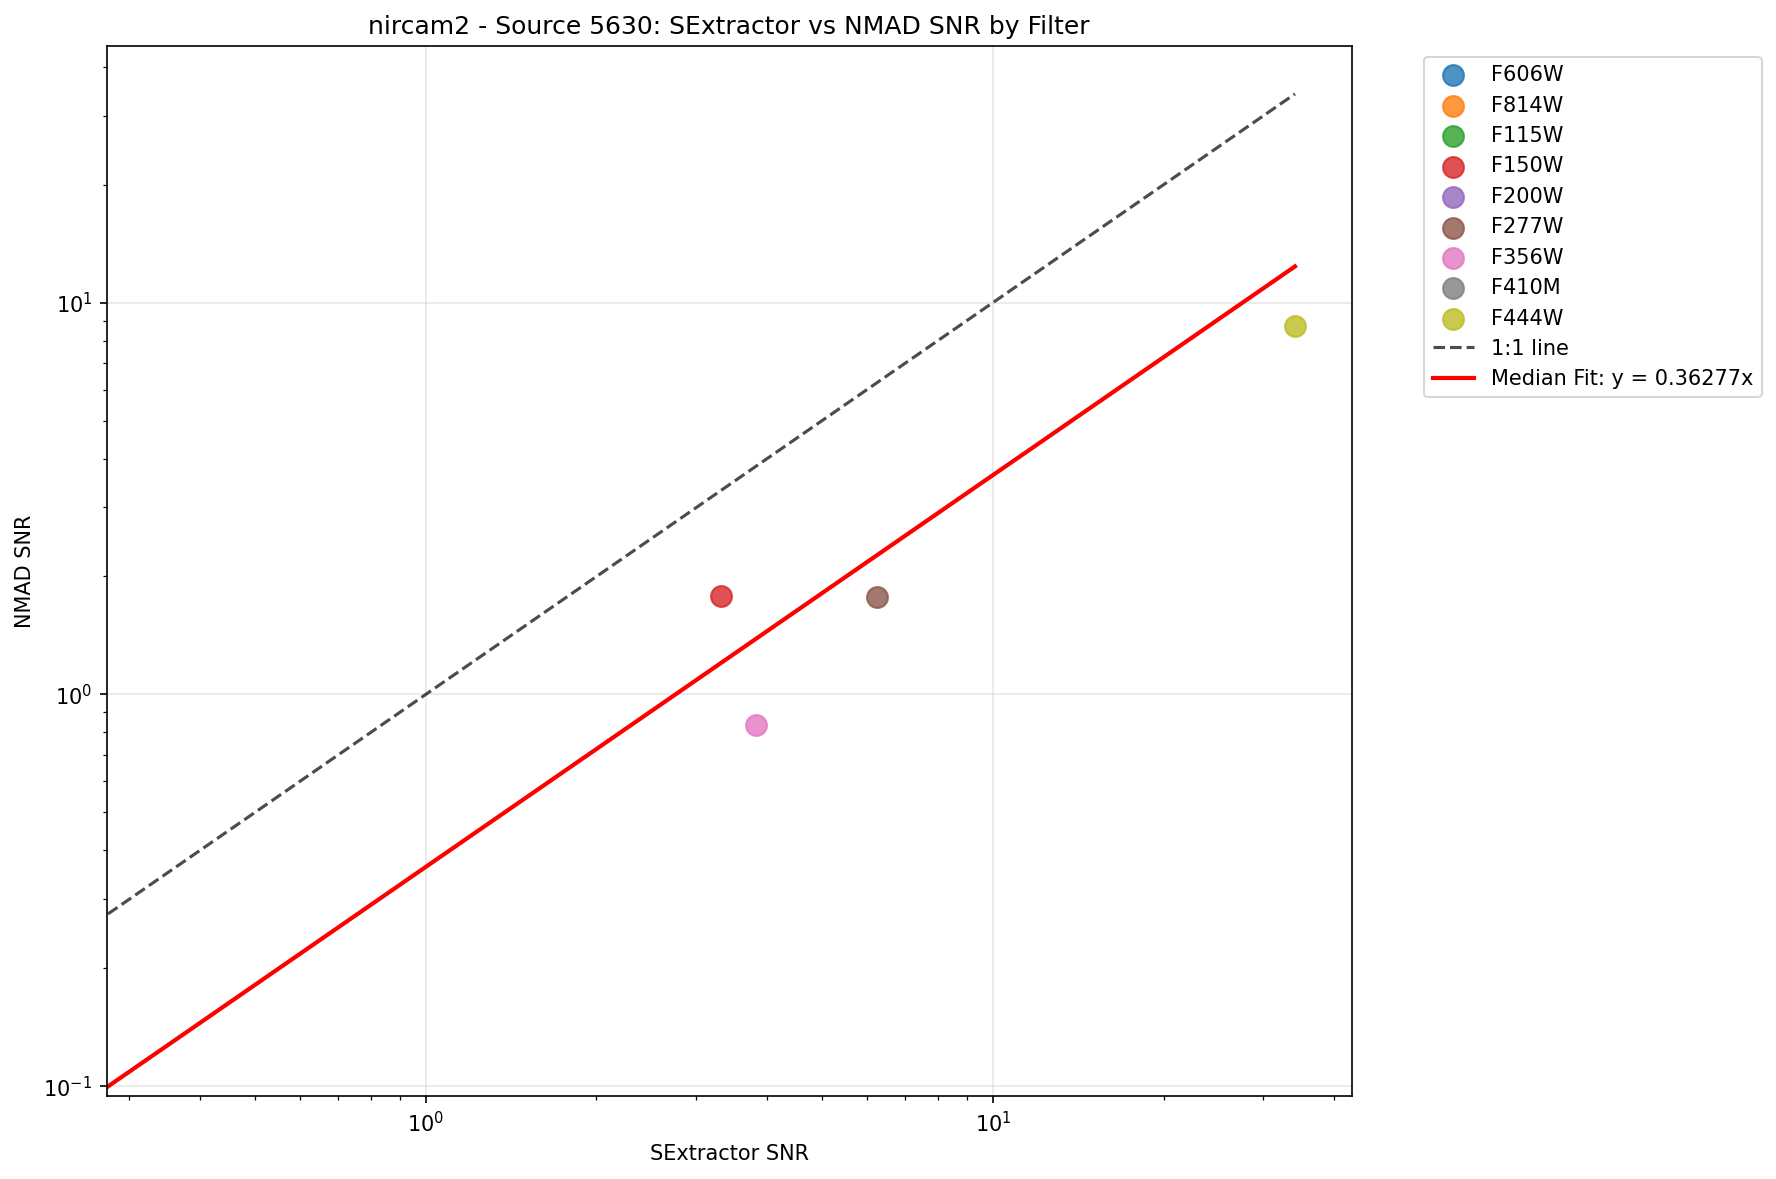 nircam2 - Source 5630: SExtractor vs NMAD SNR by Filter
F606W
F814W
F115W
F150W
F200W
F277W
F356W
F410M
F444W
1:1 line
Median Fit: y = 0.36277x
NMAD SNR
10¹
10⁰
10⁻¹
10⁰
10¹
SExtractor SNR